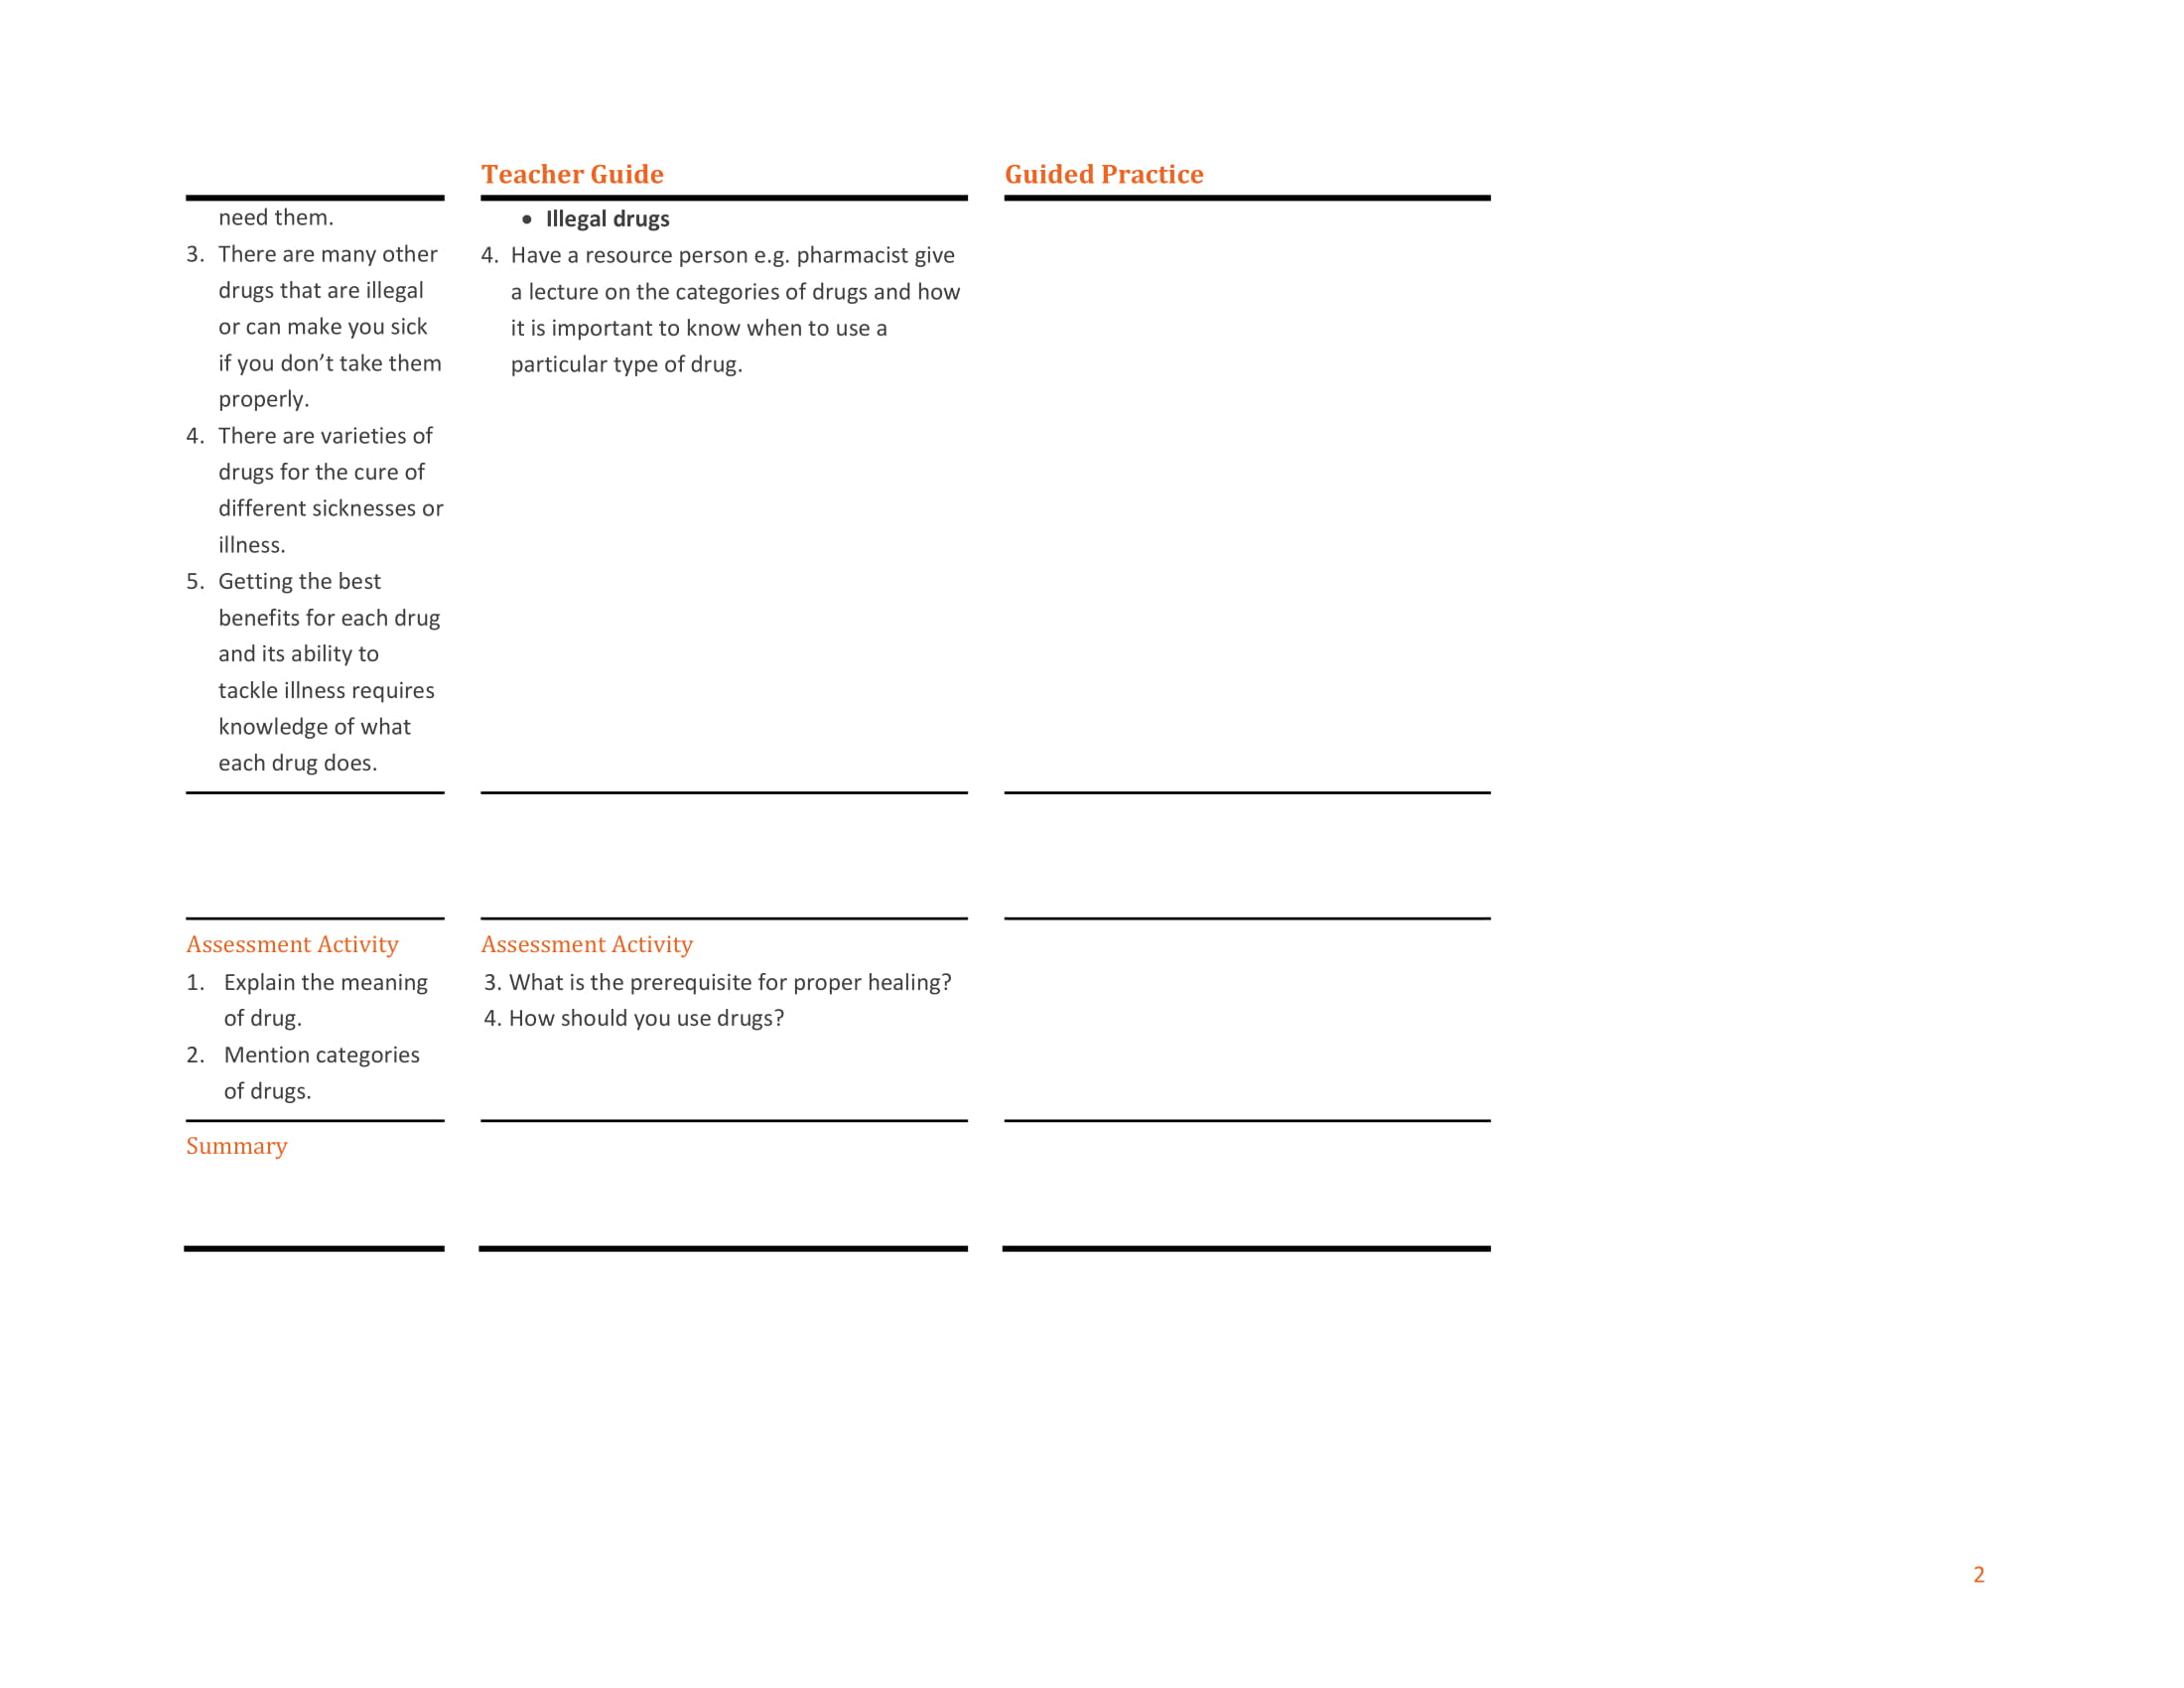 Teacher Guide
Guided Practice
need them.
3. There are many other
drugs that are illegal
or can make you sick
if you don’t take them
properly.
4. There are varieties of
drugs for the cure of
different sicknesses or
illness.
5. Getting the best
benefits for each drug
and its ability to
tackle illness requires
knowledge of what
each drug does.
• Illegal drugs
4. Have a resource person e.g. pharmacist give
a lecture on the categories of drugs and how
it is important to know when to use a
particular type of drug.
Assessment Activity
1. Explain the meaning
of drug.
2. Mention categories
of drugs.
Assessment Activity
3. What is the prerequisite for proper healing?
4. How should you use drugs?
Summary
2